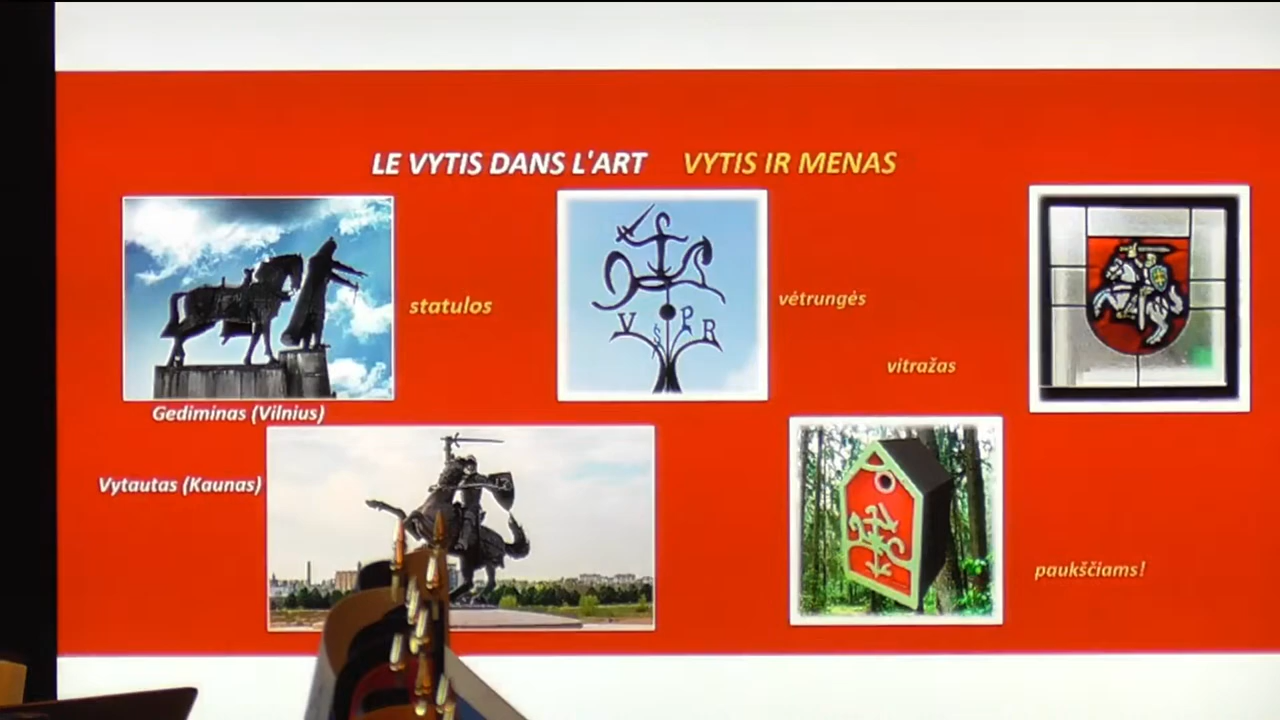 LE VYTIS DANS L'ART VYTIS IR MENAS
statulos
vėtrungės
vitražas
V Š P R
Gediminas (Vilnius)
Vytautas (Kaunas)
paukščiams!